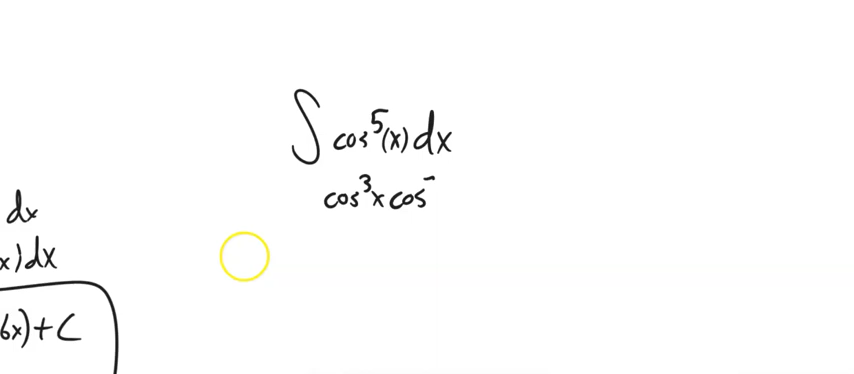 ∫ cos⁵(x) dx
cos³x cos
dx
x) dx
6x) + C